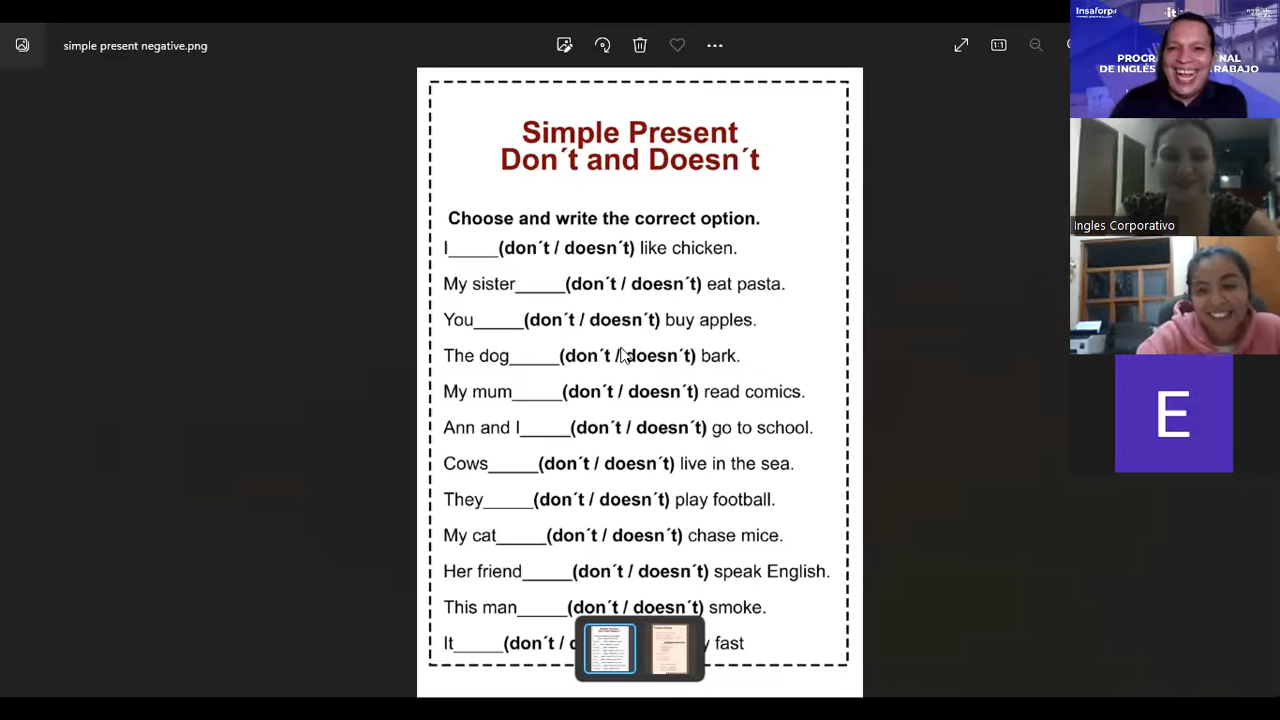 simple present negative.png
Simple Present
Don´t and Doesn´t
Choose and write the correct option.
I_____(don´t / doesn´t) like chicken.
My sister_____(don´t / doesn´t) eat pasta.
You_____(don´t / doesn´t) buy apples.
The dog_____(don´t / doesn´t) bark.
My mum_____(don´t / doesn´t) read comics.
Ann and I_____(don´t / doesn´t) go to school.
Cows_____(don´t / doesn´t) live in the sea.
They_____(don´t / doesn´t) play football.
My cat_____(don´t / doesn´t) chase mice.
Her friend_____(don´t / doesn´t) speak English.
This man_____(don´t / doesn´t) smoke.
It_____(don´t / fast
1:1
Insaforp
it
Ingles Corporativo
E